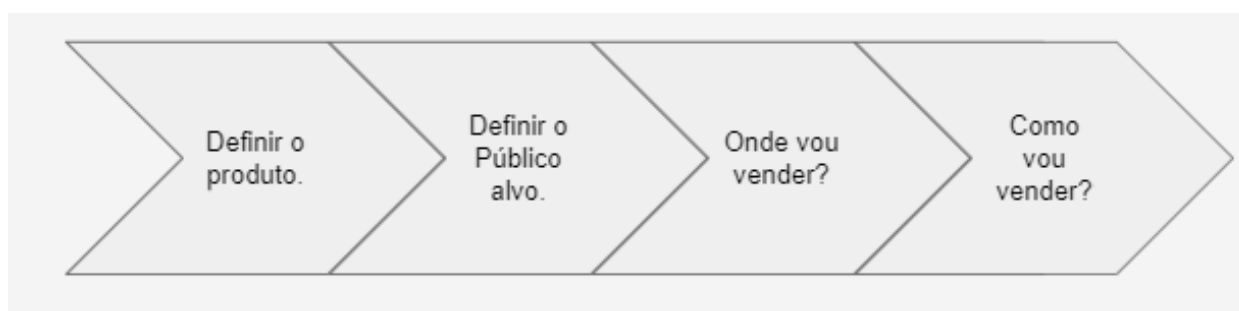 Definir o
produto.
Definir o
Público
alvo.
Onde vou
vender?
Como
vou
vender?